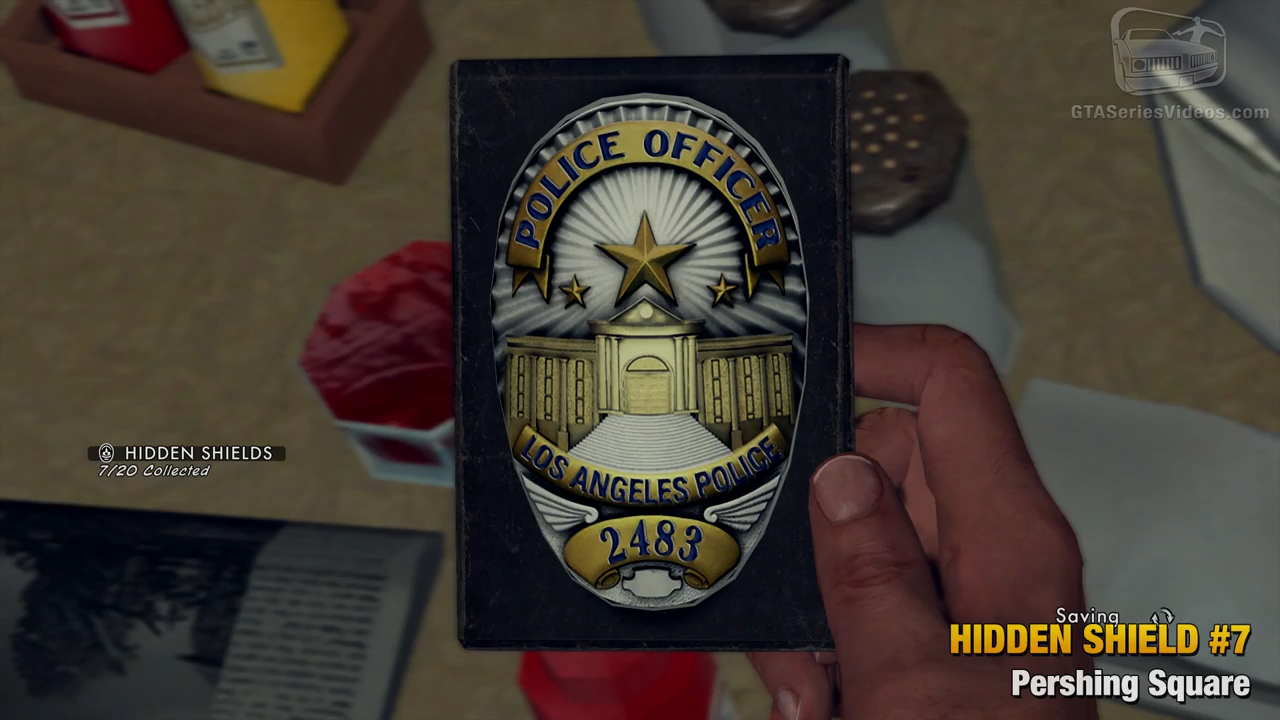 GTASeriesVideos.com
POLICE OFFICER
LOS ANGELES POLICE
2483
HIDDEN SHIELDS
7/20 Collected
Saving
HIDDEN SHIELD #7
Pershing Square